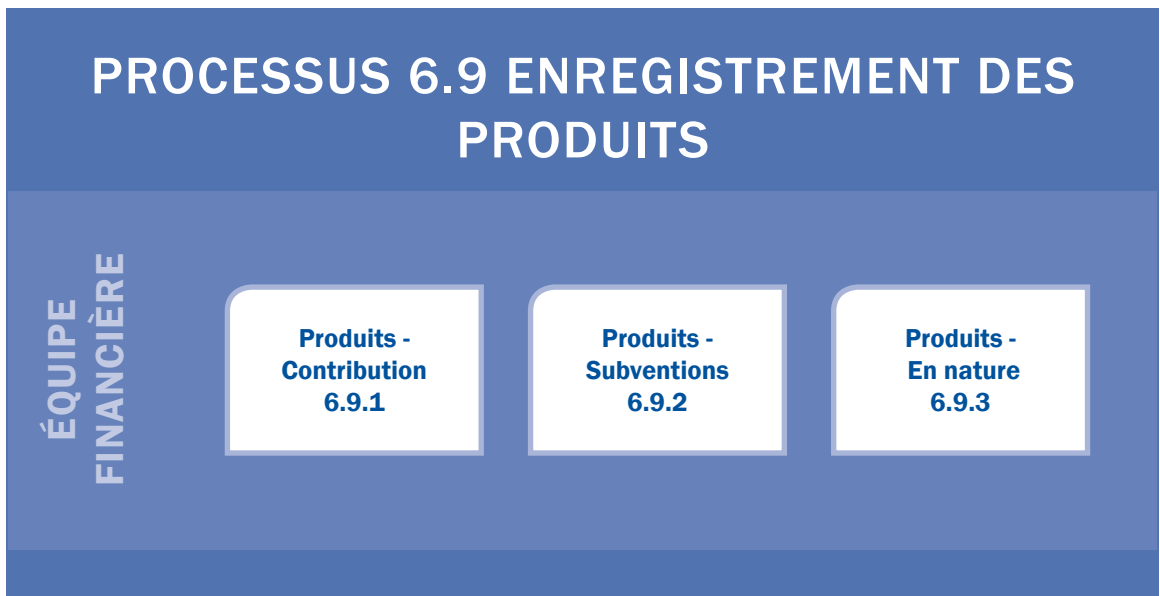 PROCESSUS 6.9 ENREGISTREMENT DES
PRODUITS
ÉQUIPE
FINANCIÈRE
Produits -
Contribution
6.9.1
Produits -
Subventions
6.9.2
Produits -
En nature
6.9.3